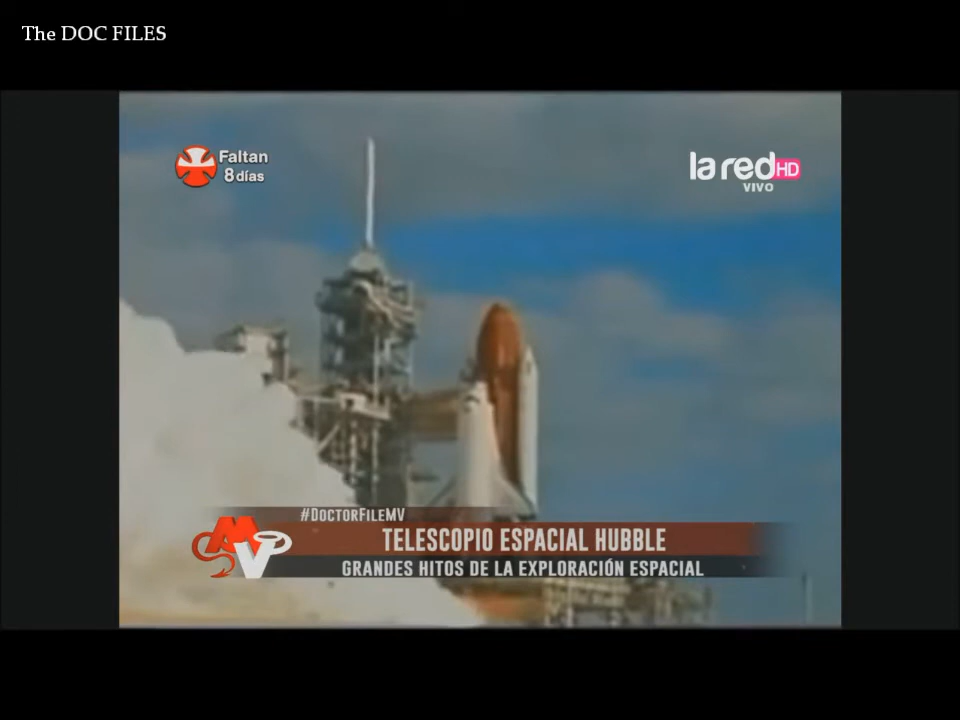 The DOC FILES
Faltan
8 días
la red HD
VIVO
#DOCTORFILEMV
MV
TELESCOPIO ESPACIAL HUBBLE
GRANDES HITOS DE LA EXPLORACIÓN ESPACIAL